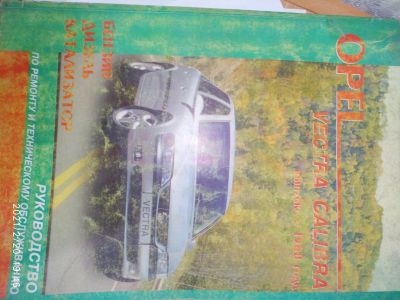 OPEL
VECTRA CALIBRA
БЕНЗИН
ДИЗЕЛЬ
КАТАЛИЗАТОР
VECTRA
РУКОВОДСТВО
ПО РЕМОНТУ И ТЕХНИЧЕСКОМУ ОБСЛУЖИВАНИЮ